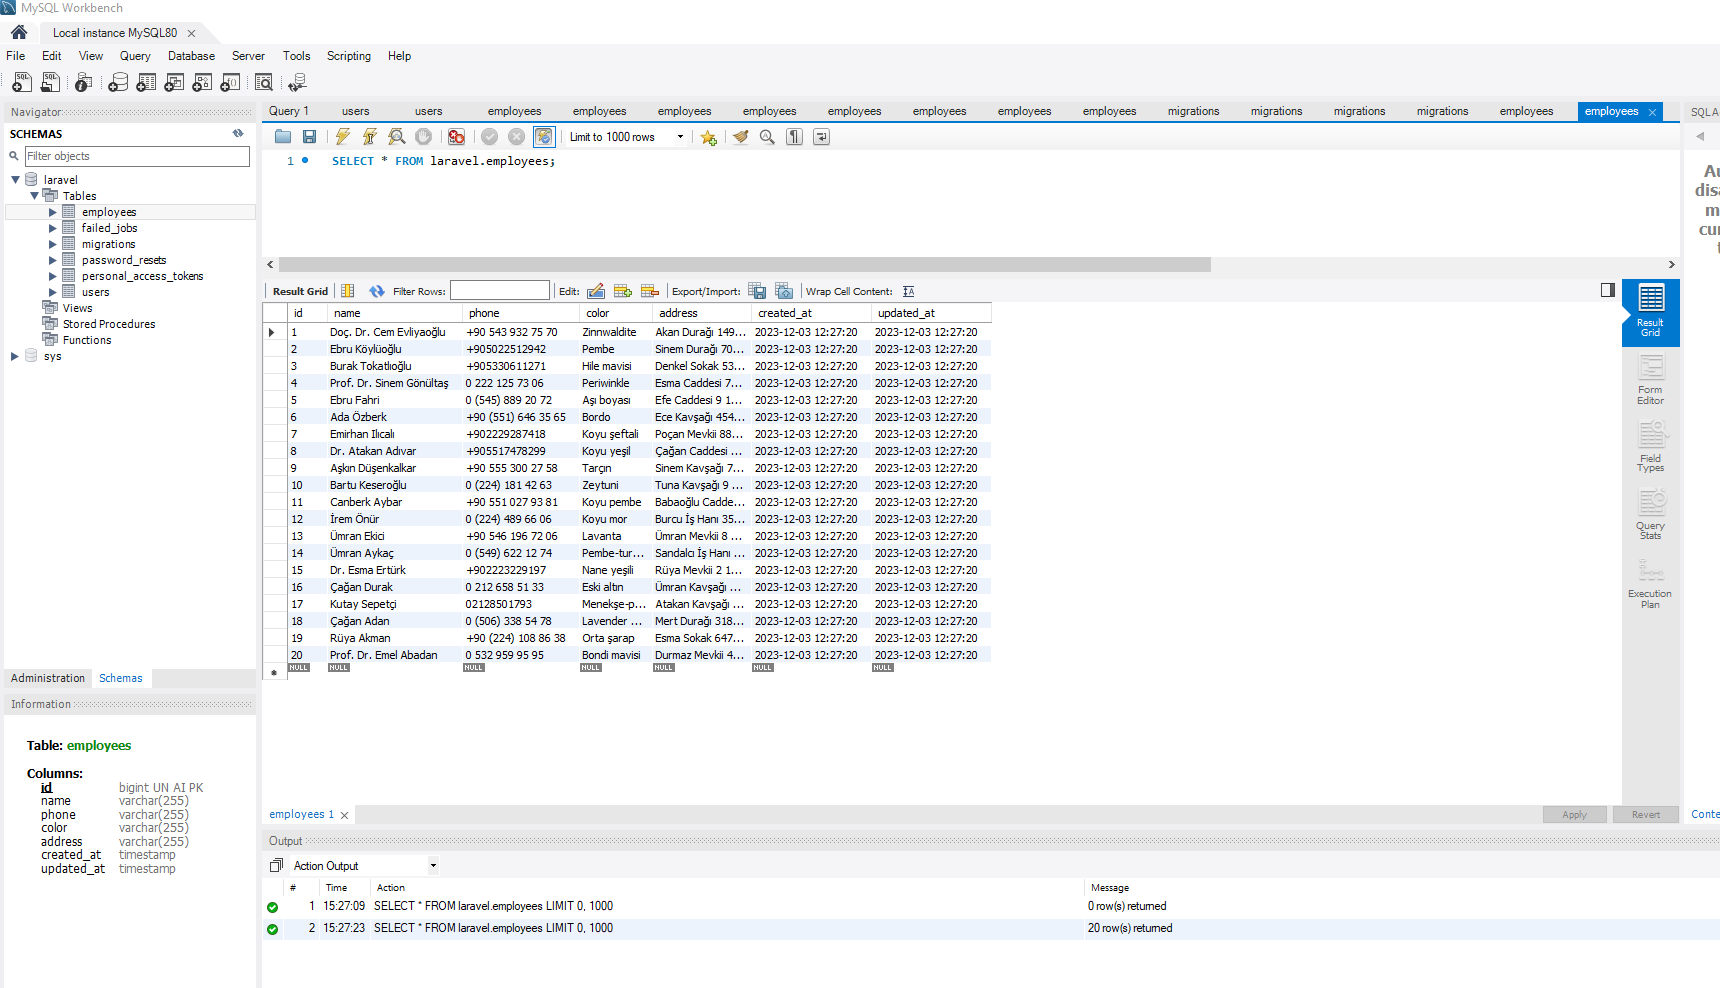 MySQL Workbench
Local instance MySQL80
File Edit View Query Database Server Tools Scripting Help
Navigator
SCHEMAS
Filter objects
laravel
Tables
employees
failed_jobs
migrations
password_resets
personal_access_tokens
users
Views
Stored Procedures
Functions
sys
Administration Schemas
Information
Table: employees
Columns:
id bigint UN AI PK
name varchar(255)
phone varchar(255)
color varchar(255)
address varchar(255)
created_at timestamp
updated_at timestamp
Query 1 users users employees employees employees employees employees employees employees employees migrations migrations migrations migrations employees employees
Limit to 1000 rows
1 SELECT * FROM laravel.employees;
Result Grid Filter Rows: Edit: Export/Import: Wrap Cell Content:
id name phone color address created_at updated_at
1 Doç. Dr. Cem Evliyaoğlu +90 543 932 75 70 Zinnwaldite Akan Durağı 149... 2023-12-03 12:27:20 2023-12-03 12:27:20
2 Ebru Köylüoğlu +905022512942 Pembe Sinem Durağı 70... 2023-12-03 12:27:20 2023-12-03 12:27:20
3 Burak Tokatlıoğlu +905330611271 Hile mavisi Denkel Sokak 53... 2023-12-03 12:27:20 2023-12-03 12:27:20
4 Prof. Dr. Sinem Gönültaş 0 222 125 73 06 Periwinkle Esma Caddesi 7... 2023-12-03 12:27:20 2023-12-03 12:27:20
5 Ebru Fahri 0 (545) 889 20 72 Aşı boyası Efe Caddesi 9 1... 2023-12-03 12:27:20 2023-12-03 12:27:20
6 Ada Özberk +90 (551) 646 35 65 Bordo Ece Kavşağı 454... 2023-12-03 12:27:20 2023-12-03 12:27:20
7 Emirhan Ilıcalı +902229287418 Koyu şeftali Poçan Mevkii 88... 2023-12-03 12:27:20 2023-12-03 12:27:20
8 Dr. Atakan Adıvar +905517478299 Koyu yeşil Çağan Caddesi ... 2023-12-03 12:27:20 2023-12-03 12:27:20
9 Aşkın Düşenkalkar +90 555 300 27 58 Tarçın Sinem Kavşağı 7... 2023-12-03 12:27:20 2023-12-03 12:27:20
10 Bartu Keseroğlu 0 (224) 181 42 63 Zeytuni Tuna Kavşağı 9 ... 2023-12-03 12:27:20 2023-12-03 12:27:20
11 Canberk Aybar +90 551 027 93 81 Koyu pembe Babaoğlu Cadde... 2023-12-03 12:27:20 2023-12-03 12:27:20
12 İrem Önür 0 (224) 489 66 06 Koyu mor Burcu İş Hanı 35... 2023-12-03 12:27:20 2023-12-03 12:27:20
13 Ümran Ekici +90 546 196 72 06 Lavanta Ümran Mevkii 8 ... 2023-12-03 12:27:20 2023-12-03 12:27:20
14 Ümran Aykaç 0 (549) 622 12 74 Pembe-tur... Sandalcı İş Hanı ... 2023-12-03 12:27:20 2023-12-03 12:27:20
15 Dr. Esma Ertürk +902223229197 Nane yeşili Rüya Mevkii 2 1... 2023-12-03 12:27:20 2023-12-03 12:27:20
16 Çağan Durak 0 212 658 51 33 Eski altın Ümran Kavşağı ... 2023-12-03 12:27:20 2023-12-03 12:27:20
17 Kutay Sepetçi 02128501793 Menekşe-p... Atakan Kavşağı ... 2023-12-03 12:27:20 2023-12-03 12:27:20
18 Çağan Adan 0 (506) 338 54 78 Lavender ... Mert Durağı 318... 2023-12-03 12:27:20 2023-12-03 12:27:20
19 Rüya Akman +90 (224) 108 86 38 Orta şarap Esma Sokak 647... 2023-12-03 12:27:20 2023-12-03 12:27:20
20 Prof. Dr. Emel Abadan 0 532 959 95 95 Bondi mavisi Durmaz Mevkii 4... 2023-12-03 12:27:20 2023-12-03 12:27:20
NULL NULL NULL NULL NULL NULL NULL
Result
Grid
Form
Editor
Field
Types
Query
Stats
Execution
Plan
employees 1
Apply Revert
Output
Action Output
# Time Action Message
1 15:27:09 SELECT * FROM laravel.employees LIMIT 0, 1000 0 row(s) returned
2 15:27:23 SELECT * FROM laravel.employees LIMIT 0, 1000 20 row(s) returned